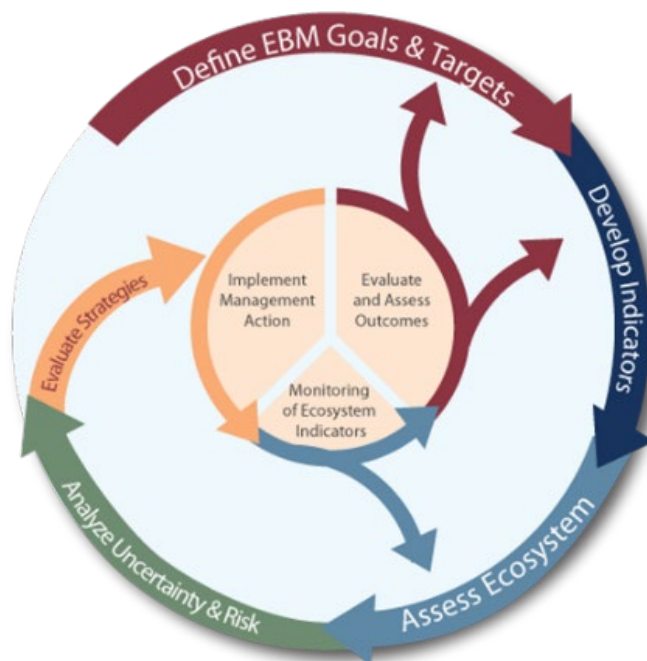 Define EBM Goals & Targets
Develop Indicators
Assess Ecosystem
Analyze Uncertainty & Risk
Evaluate Strategies
Implement
Management
Action
Evaluate
and Assess
Outcomes
Monitoring
of Ecosystem
Indicators